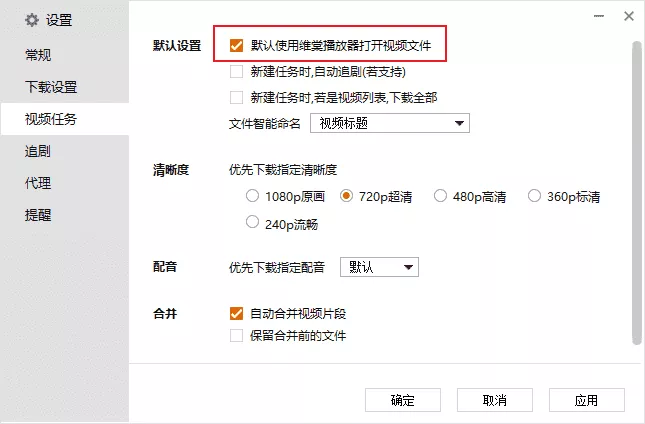 设置
常规
下载设置
视频任务
追剧
代理
提醒
默认设置 默认使用维棠播放器打开视频文件
新建任务时,自动追剧(若支持)
新建任务时,若是视频列表,下载全部
文件智能命名 视频标题
清晰度 优先下载指定清晰度
1080p原画 720p超清 480p高清 360p标清
240p流畅
配音 优先下载指定配音 默认
合并 自动合并视频片段
保留合并前的文件
确定 取消 应用